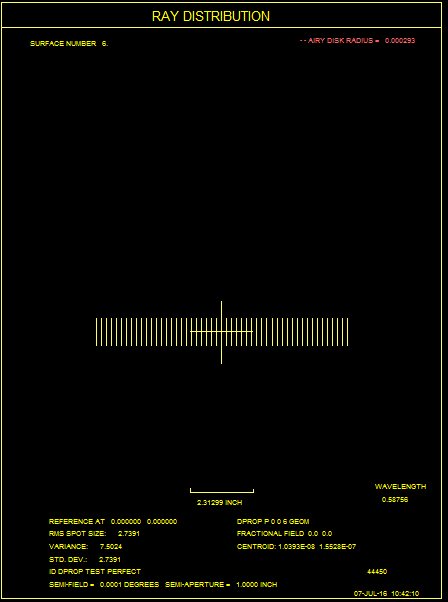 RAY DISTRIBUTION
SURFACE NUMBER 6.
-- AIRY DISK RADIUS = 0.000293
2.31299 INCH
WAVELENGTH
0.58756
REFERENCE AT 0.000000 0.000000
DPROP P 0 0 6 GEOM
RMS SPOT SIZE: 2.7391
FRACTIONAL FIELD 0.0 0.0
VARIANCE: 7.5024
CENTROID: 1.0393E-08 1.5528E-07
STD. DEV.: 2.7391
ID DPROP TEST PERFECT
44450
SEMI-FIELD = 0.0001 DEGREES SEMI-APERTURE = 1.0000 INCH
07-JUL-16 10:42:10